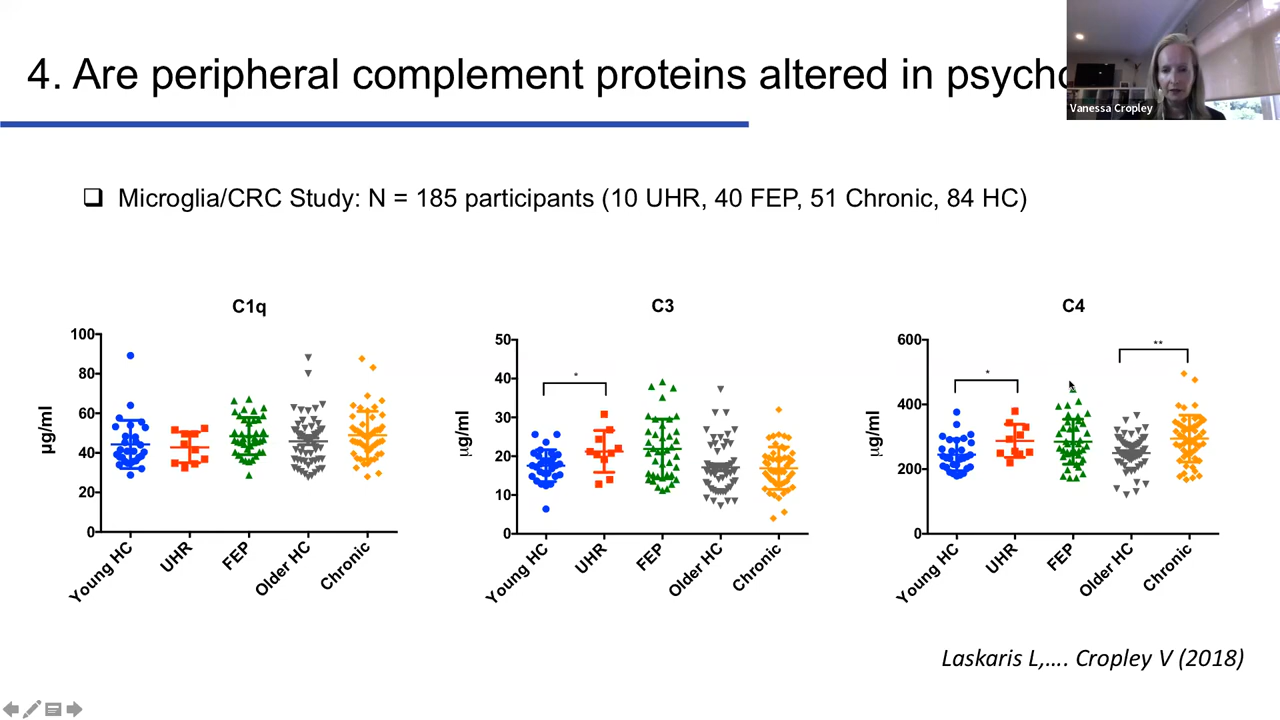 4. Are peripheral complement proteins altered in psycho
Vanessa Cropley
Microglia/CRC Study: N = 185 participants (10 UHR, 40 FEP, 51 Chronic, 84 HC)
C1q
100
80
60
40
20
0
µg/ml
Young HC
UHR
FEP
Older HC
Chronic
C3
50
40
30
20
10
0
µg/ml
*
Young HC
UHR
FEP
Older HC
Chronic
C4
600
400
200
0
µg/ml
*
**
Young HC
UHR
FEP
Older HC
Chronic
Laskaris L,…. Cropley V (2018)